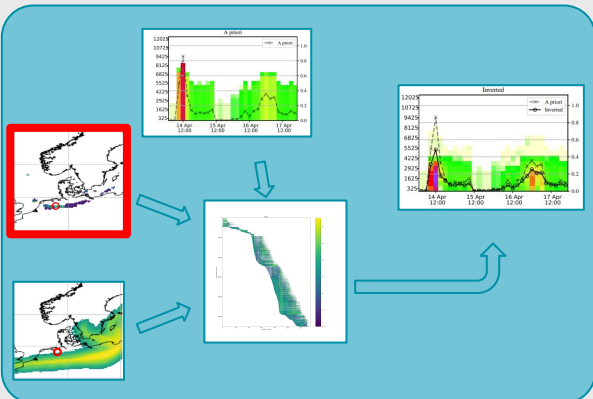 A priori
12025
10725
9425
8125
6825
5525
4225
2925
1625
325
A priori
1.0
0.8
0.6
0.4
0.2
0.0
14 Apr 12:00
15 Apr 12:00
16 Apr 12:00
17 Apr 12:00
Inverted
12025
10725
9425
8125
6825
5525
4225
2925
1625
325
A priori
Inverted
1.0
0.8
0.6
0.4
0.2
0.0
14 Apr 12:00
15 Apr 12:00
16 Apr 12:00
17 Apr 12:00